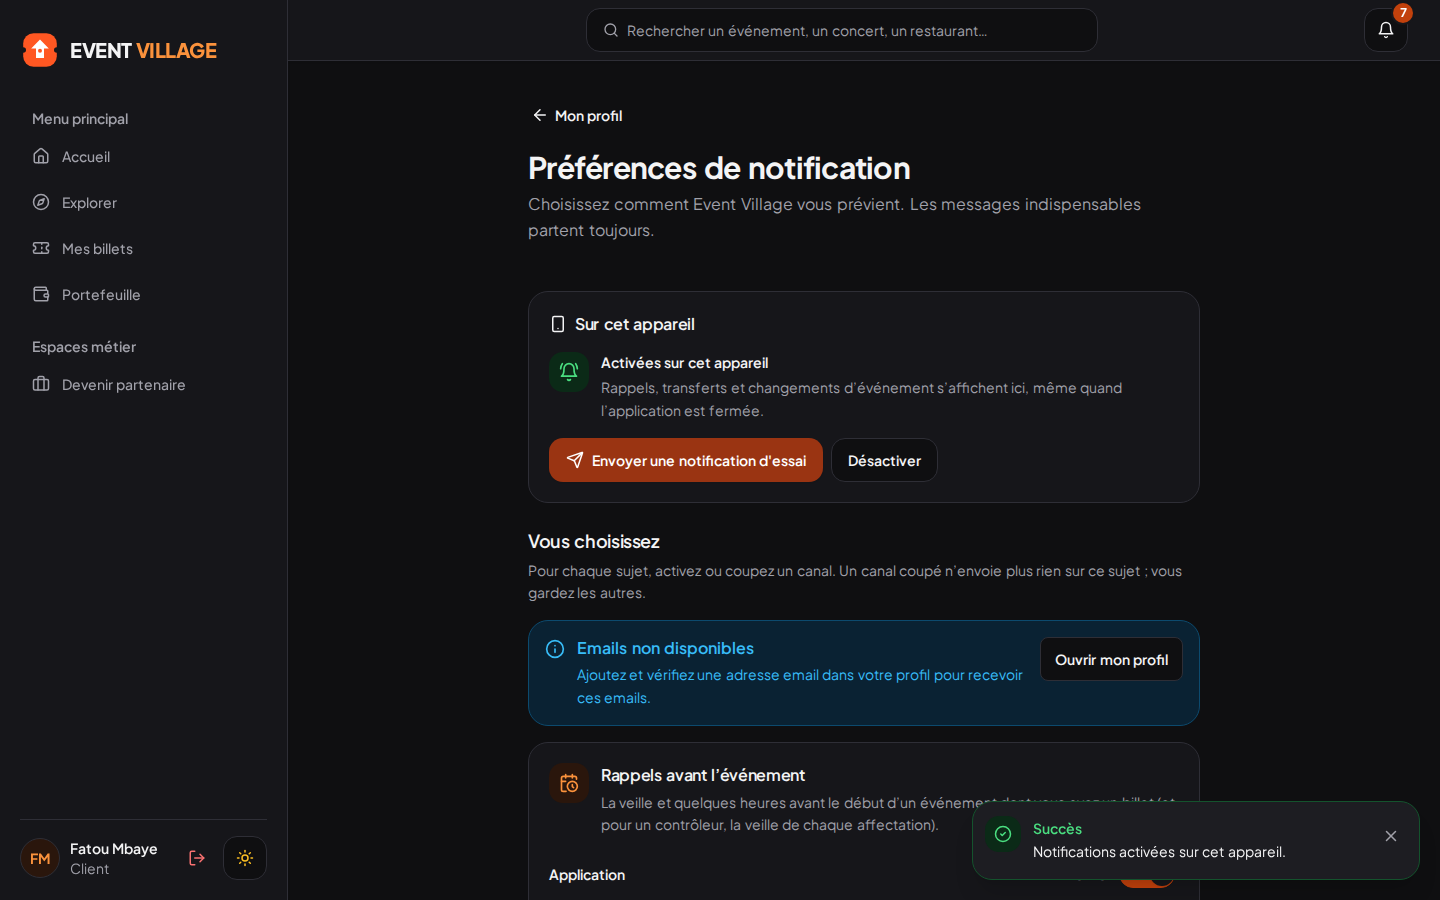 EVENT VILLAGE
Rechercher un événement, un concert, un restaurant...
7
Menu principal
Accueil
Explorer
Mes billets
Portefeuille
Espaces métier
Devenir partenaire
FM
Fatou Mbaye
Client
Mon profil
Préférences de notification
Choisissez comment Event Village vous prévient. Les messages indispensables
partent toujours.
Sur cet appareil
Activées sur cet appareil
Rappels, transferts et changements d’événement s’affichent ici, même quand
l’application est fermée.
Envoyer une notification d'essai
Désactiver
Vous choisissez
Pour chaque sujet, activez ou coupez un canal. Un canal coupé n’envoie plus rien sur ce sujet ; vous
gardez les autres.
Emails non disponibles
Ajoutez et vérifiez une adresse email dans votre profil pour recevoir
ces emails.
Ouvrir mon profil
Rappels avant l’événement
La veille et quelques heures avant le début d’un événement
pour un contrôleur, la veille de chaque affectation).
Application
Succès
Notifications activées sur cet appareil.